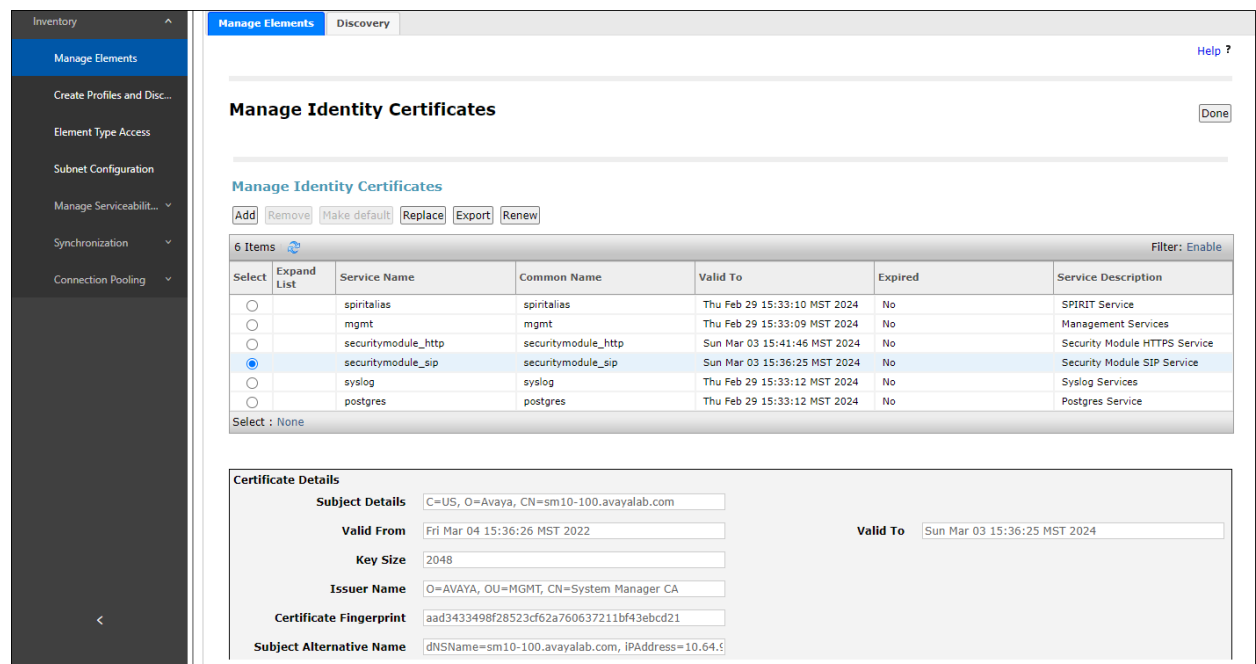 Inventory
Manage Elements
Create Profiles and Disc...
Element Type Access
Subnet Configuration
Manage Serviceabilit...
Synchronization
Connection Pooling
<
Manage Elements Discovery
Help ?
Manage Identity Certificates
Done
Manage Identity Certificates
Add Remove Make default Replace Export Renew
6 Items Filter: Enable
Select Expand List Service Name Common Name Valid To Expired Service Description
spiritalias spiritalias Thu Feb 29 15:33:10 MST 2024 No SPIRIT Service
mgmt mgmt Thu Feb 29 15:33:09 MST 2024 No Management Services
securitymodule_http securitymodule_http Sun Mar 03 15:41:46 MST 2024 No Security Module HTTPS Service
securitymodule_sip securitymodule_sip Sun Mar 03 15:36:25 MST 2024 No Security Module SIP Service
syslog syslog Thu Feb 29 15:33:12 MST 2024 No Syslog Services
postgres postgres Thu Feb 29 15:33:12 MST 2024 No Postgres Service
Select : None
Certificate Details
Subject Details C=US, O=Avaya, CN=sm10-100.avayalab.com
Valid From Fri Mar 04 15:36:26 MST 2022 Valid To Sun Mar 03 15:36:25 MST 2024
Key Size 2048
Issuer Name O=AVAYA, OU=MGMT, CN=System Manager CA
Certificate Fingerprint aad3433498f28523cf62a760637211bf43ebcd21
Subject Alternative Name dNSName=sm10-100.avayalab.com, iPAddress=10.64.9